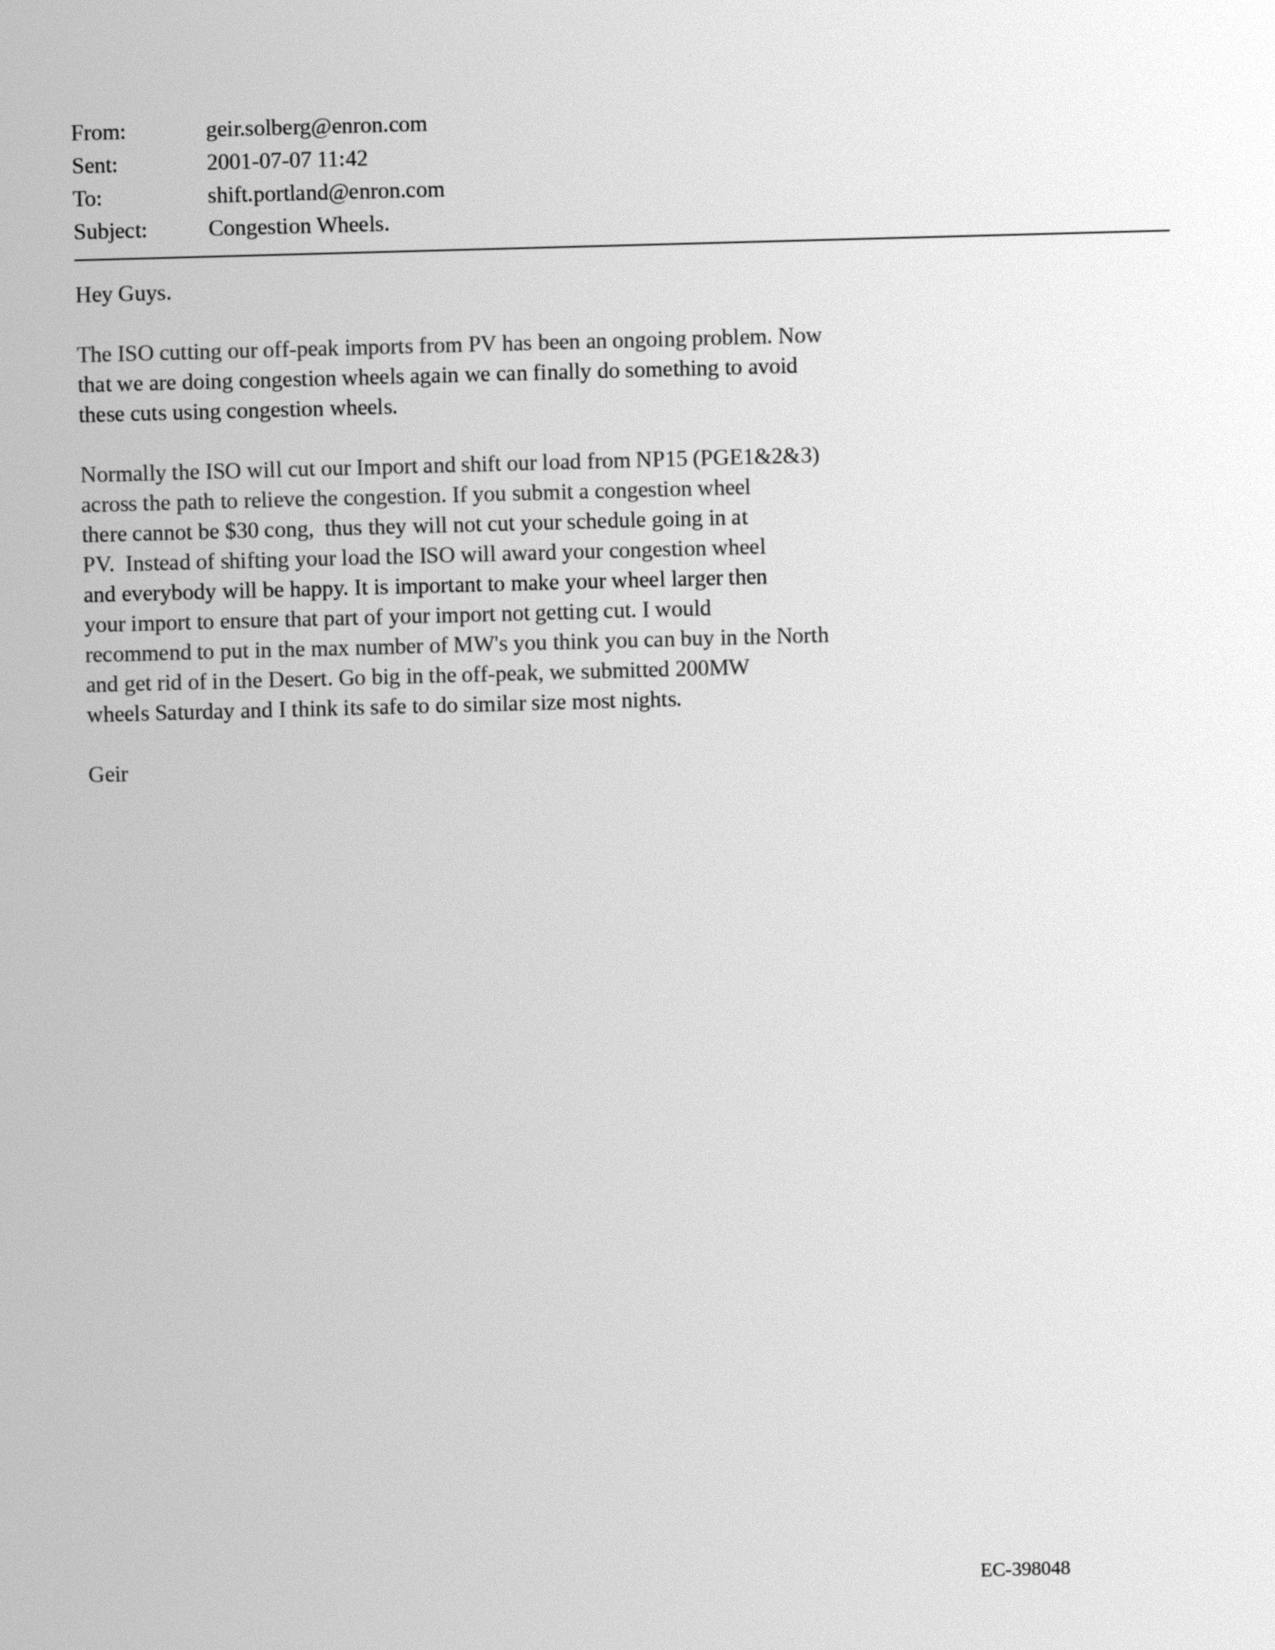 From: geir.solberg@enron.com
Sent: 2001-07-07 11:42
To: shift.portland@enron.com
Subject: Congestion Wheels.
Hey Guys.
The ISO cutting our off-peak imports from PV has been an ongoing problem. Now
that we are doing congestion wheels again we can finally do something to avoid
these cuts using congestion wheels.
Normally the ISO will cut our Import and shift our load from NP15 (PGE1&2&3)
across the path to relieve the congestion. If you submit a congestion wheel
there cannot be $30 cong,  thus they will not cut your schedule going in at
PV.  Instead of shifting your load the ISO will award your congestion wheel
and everybody will be happy. It is important to make your wheel larger then
your import to ensure that part of your import not getting cut. I would
recommend to put in the max number of MW's you think you can buy in the North
and get rid of in the Desert. Go big in the off-peak, we submitted 200MW
wheels Saturday and I think its safe to do similar size most nights.
Geir
EC-398048